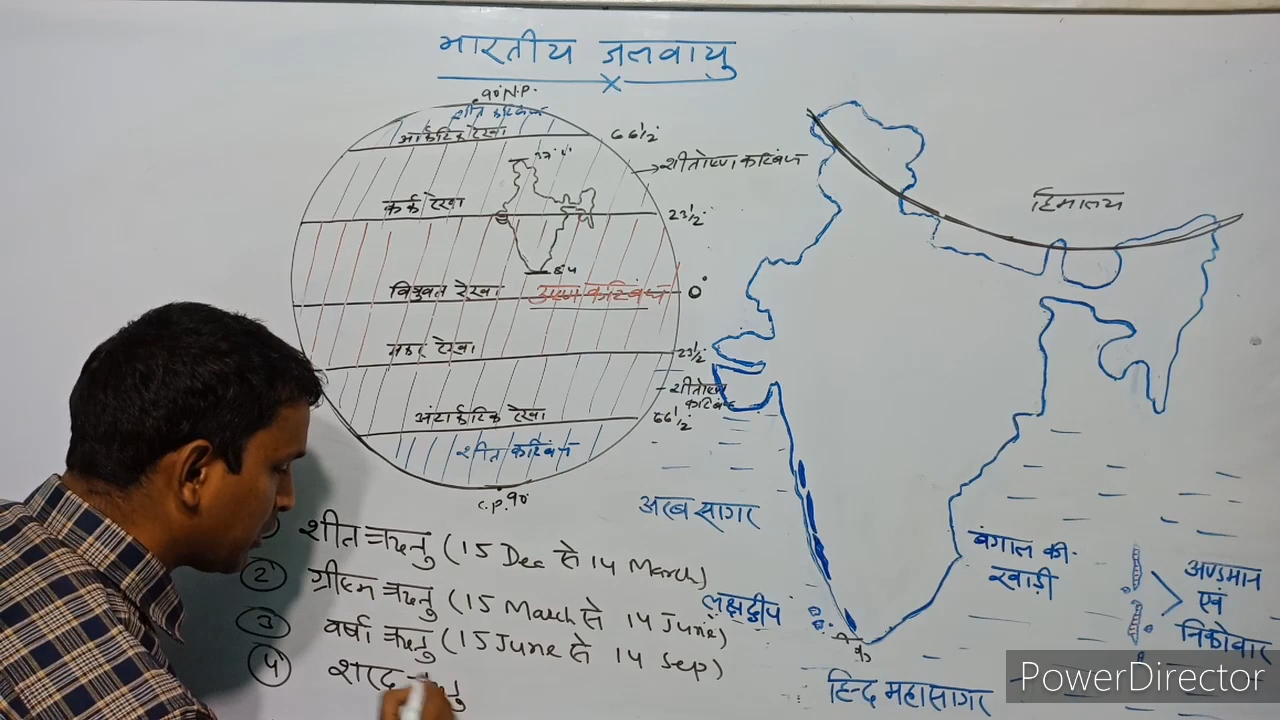 भारतीय जलवायु
90° N.P.
शीत कटिबंध
आर्कटिक रेखा
66½°
शीतोष्ण कटिबंध
कर्क रेखा
23½°
विषुवत रेखा
उष्ण कटिबंध
0°
मकर रेखा
23½°
शीतोष्ण
कटिबंध
अंटार्कटिक रेखा
66½°
शीत कटिबंध
90°
शीत ऋतु (15 Dec से 14 March)
② ग्रीष्म ऋतु (15 March से 14 June)
③ वर्षा ऋतु (15 June से 14 Sep)
④ शरद
हिमालय
अरब सागर
बंगाल की
खाड़ी
लक्षद्वीप
अण्डमान
एवं
निकोबार
हिन्द महासागर
PowerDirector